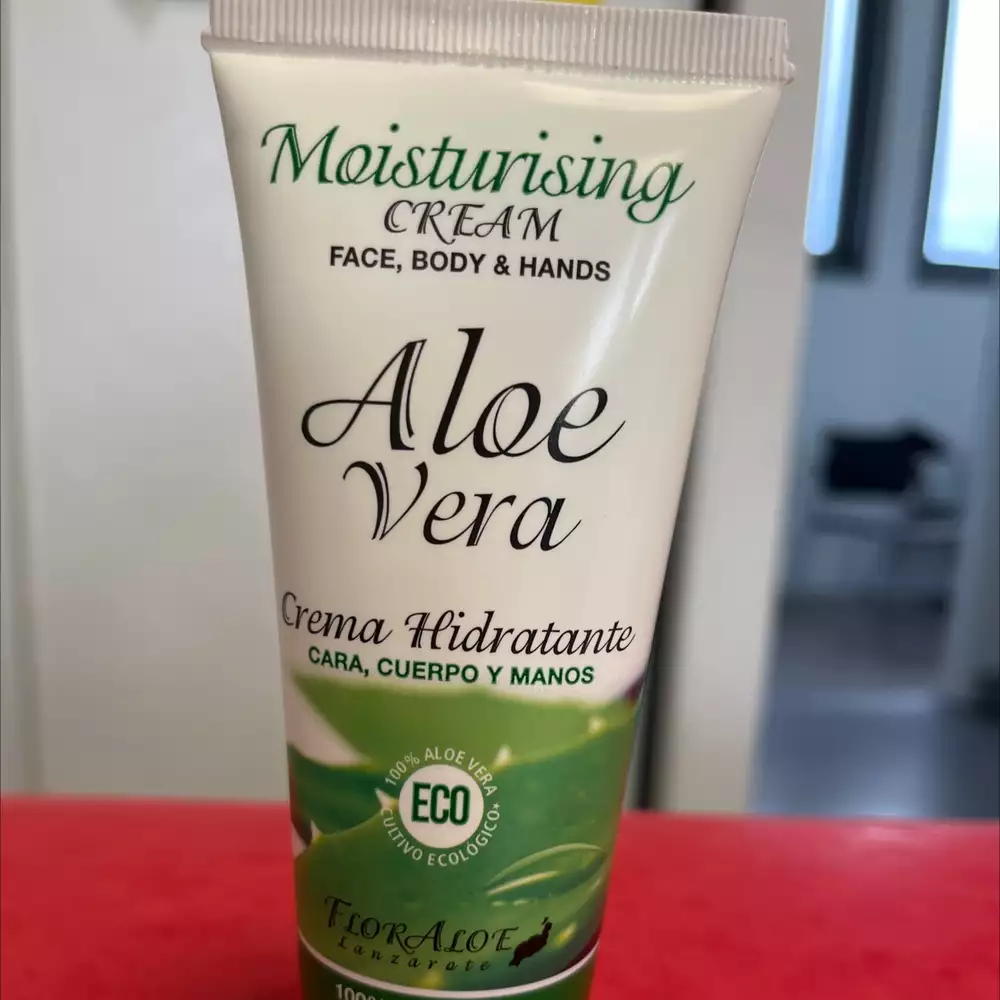 Moisturising
CREAM
FACE, BODY & HANDS
Aloe
Vera
Crema Hidratante
CARA, CUERPO Y MANOS
100% ALOE VERA
ECO
CULTIVO ECOLÓGICO*
FLORALOE
Lanzarote